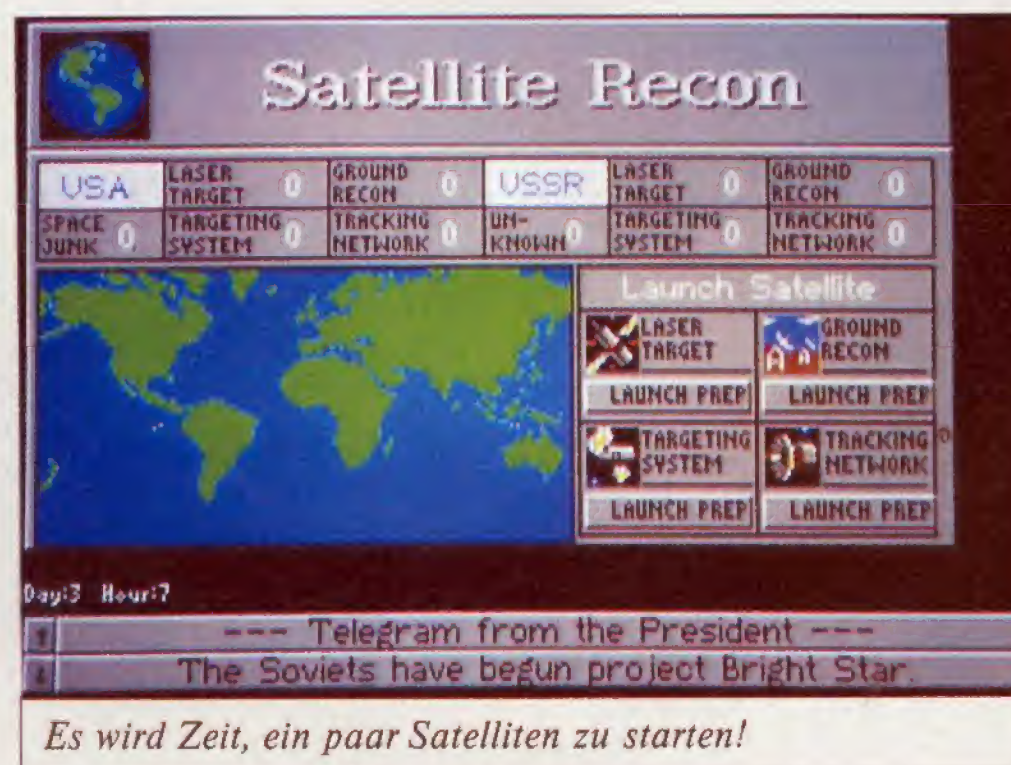 Satellite Recon
USA LASER TARGET 0 GROUND RECON 0 USSR LASER TARGET 0 GROUND RECON 0
SPACE JUNK 0 TARGETING SYSTEM 0 TRACKING NETWORK 0 UN-KNOWN 0 TARGETING SYSTEM 0 TRACKING NETWORK 0
Launch Satellite
LASER TARGET
GROUND RECON
LAUNCH PREP
LAUNCH PREP
TARGETING SYSTEM
TRACKING NETWORK
LAUNCH PREP
LAUNCH PREP
Day:3 Hour:7
--- Telegram from the President ---
The Soviets have begun project Bright Star.
Es wird Zeit, ein paar Satelliten zu starten!